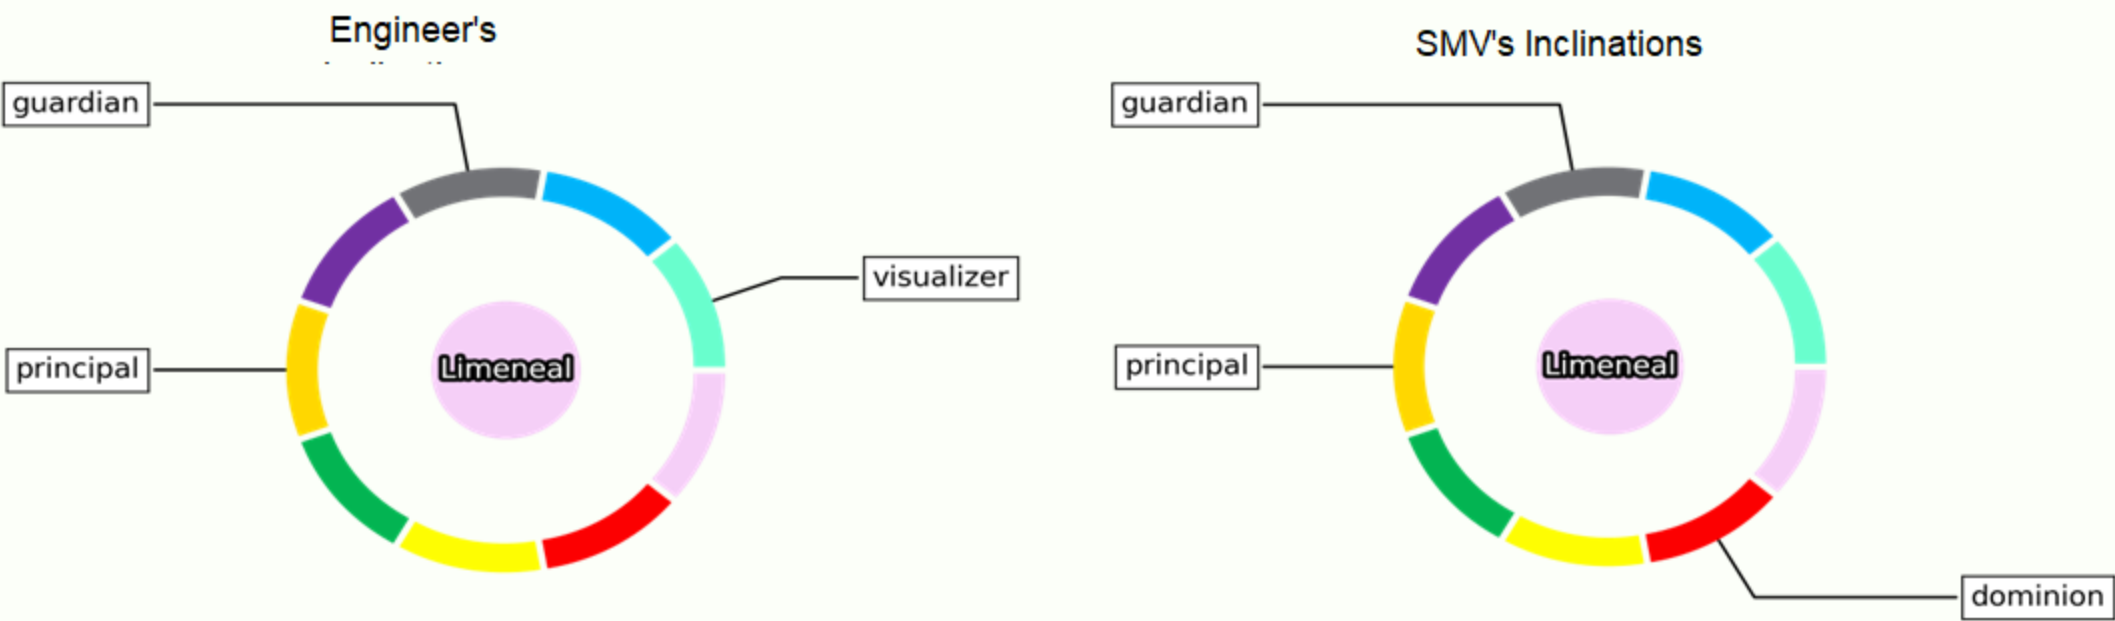 Engineer's
guardian
visualizer
principal
Limeneal
SMV's Inclinations
guardian
principal
Limeneal
dominion